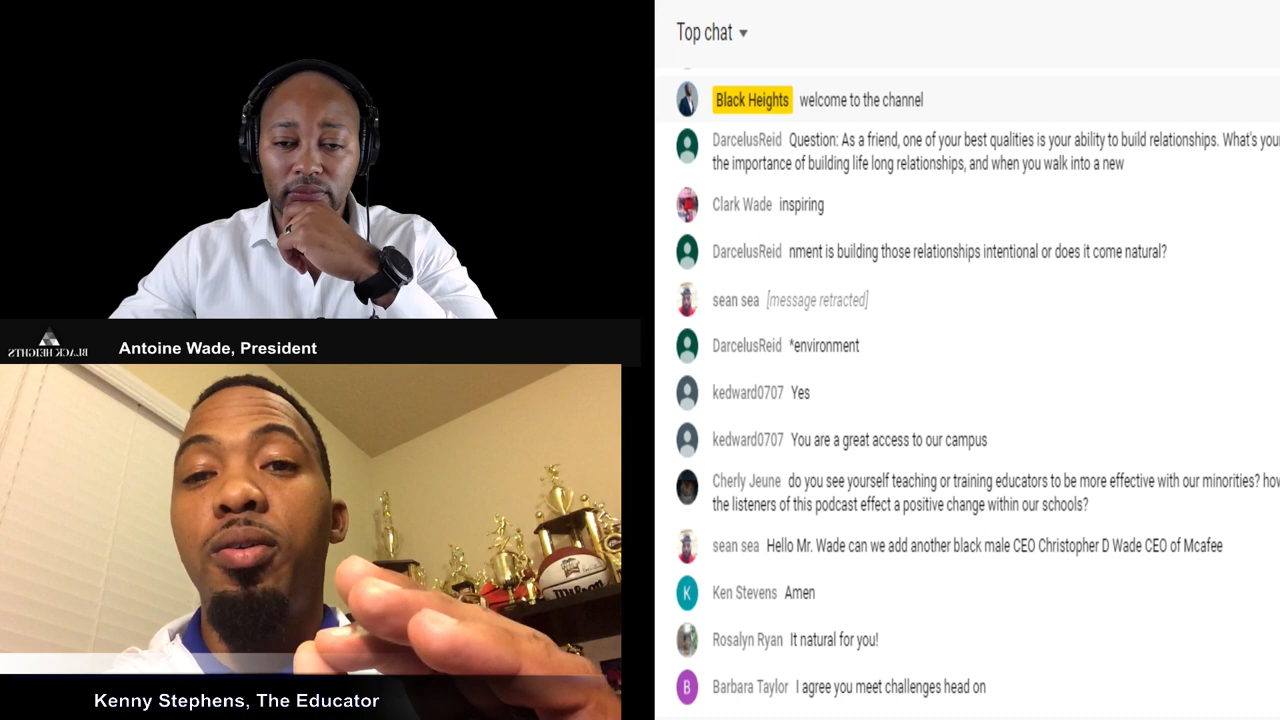 BLACK HEIGHTS
Antoine Wade, President
Wilson
Kenny Stephens, The Educator
Top chat
Black Heights welcome to the channel
DarcelusReid Question: As a friend, one of your best qualities is your ability to build relationships. What's your
the importance of building life long relationships, and when you walk into a new
Clark Wade inspiring
DarcelusReid nment is building those relationships intentional or does it come natural?
sean sea [message retracted]
DarcelusReid *environment
kedward0707 Yes
kedward0707 You are a great access to our campus
Cherly Jeune do you see yourself teaching or training educators to be more effective with our minorities? how
the listeners of this podcast effect a positive change within our schools?
sean sea Hello Mr. Wade can we add another black male CEO Christopher D Wade CEO of Mcafee
K Ken Stevens Amen
Rosalyn Ryan It natural for you!
B Barbara Taylor I agree you meet challenges head on